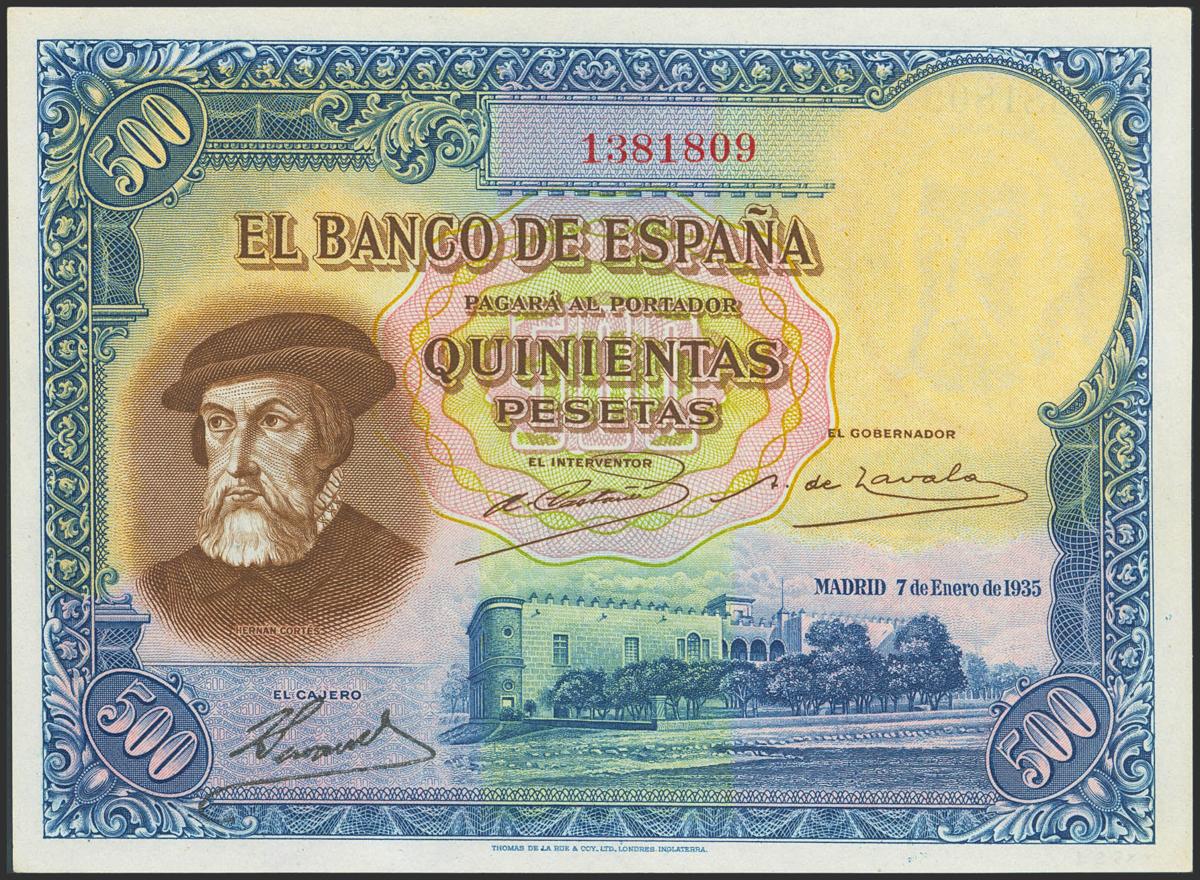 500
1381809
EL BANCO DE ESPAÑA
PAGARÁ AL PORTADOR
QUINIENTAS
PESETAS
EL GOBERNADOR
EL INTERVENTOR
A. de Zavala
MADRID 7 de Enero de 1935
HERNAN CORTÉS
EL CAJERO
500
500
THOMAS DE LA RUE & COY. LTD. LONDRES. INGLATERRA.